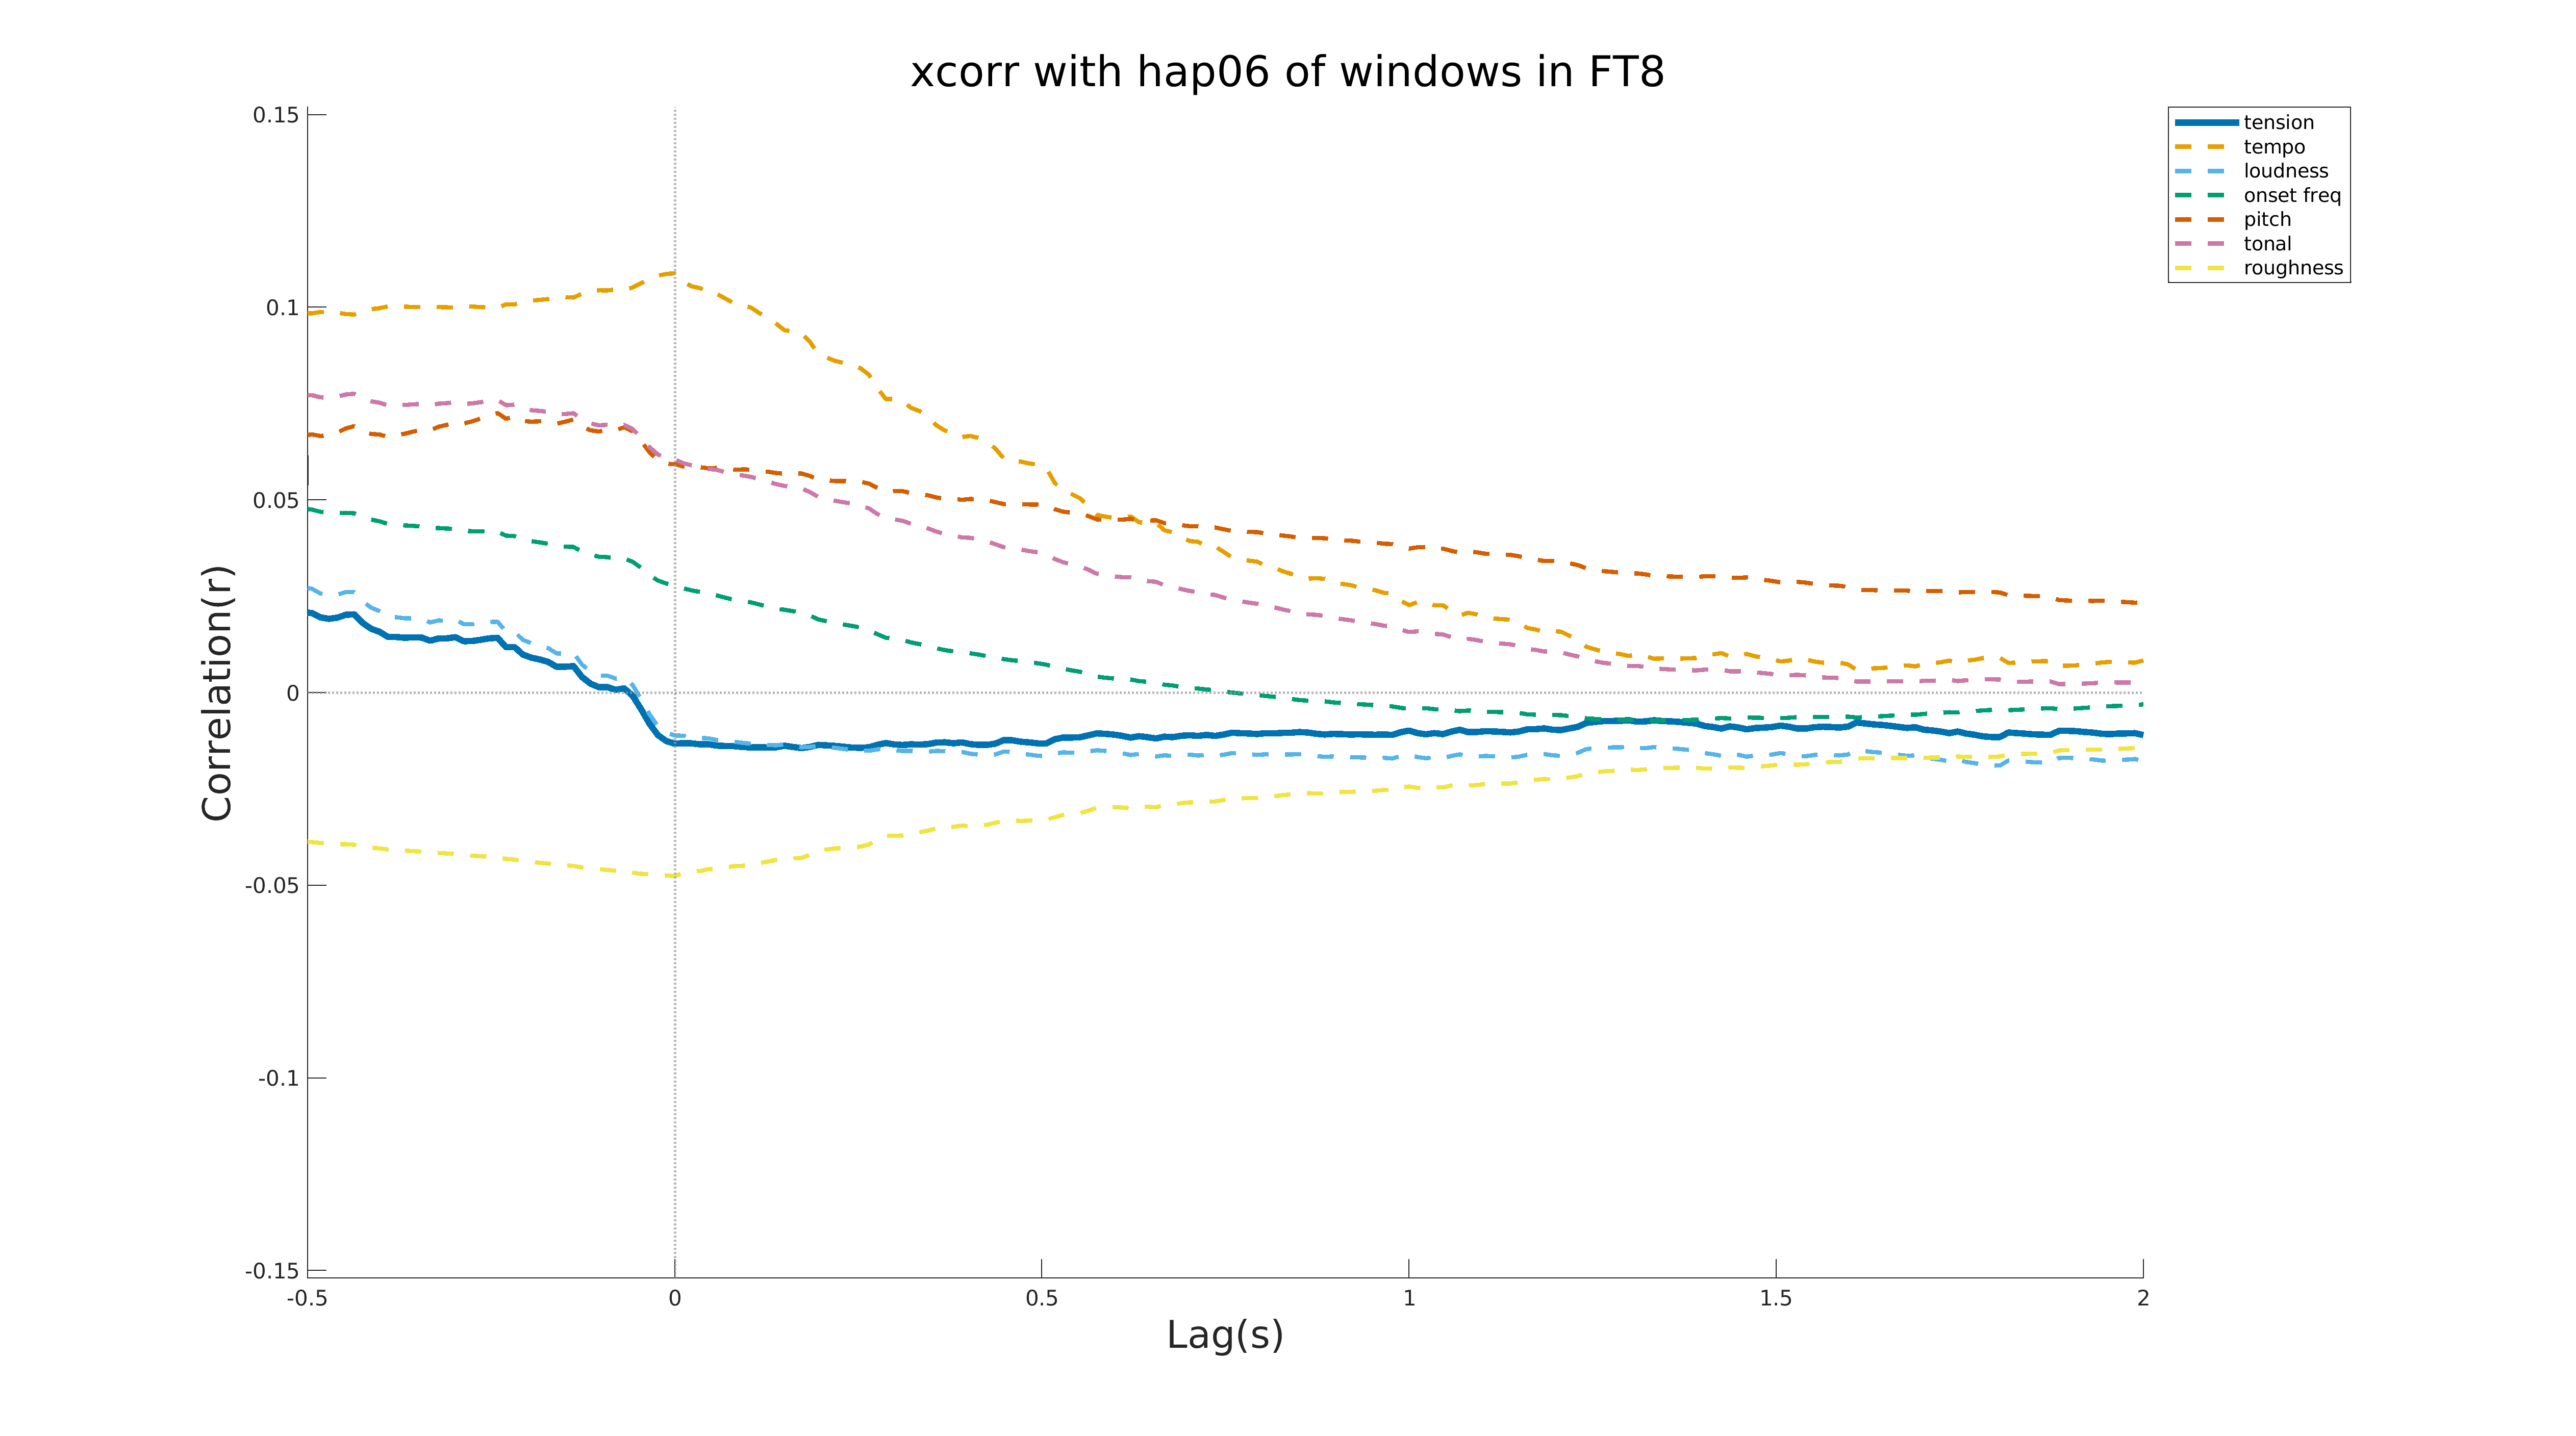 xcorr with hap06 of windows in FT8
0.15
0.1
0.05
0
-0.05
-0.1
-0.15
Correlation(r)
-0.5
0
0.5
1
1.5
2
Lag(s)
tension
tempo
loudness
onset freq
pitch
tonal
roughness